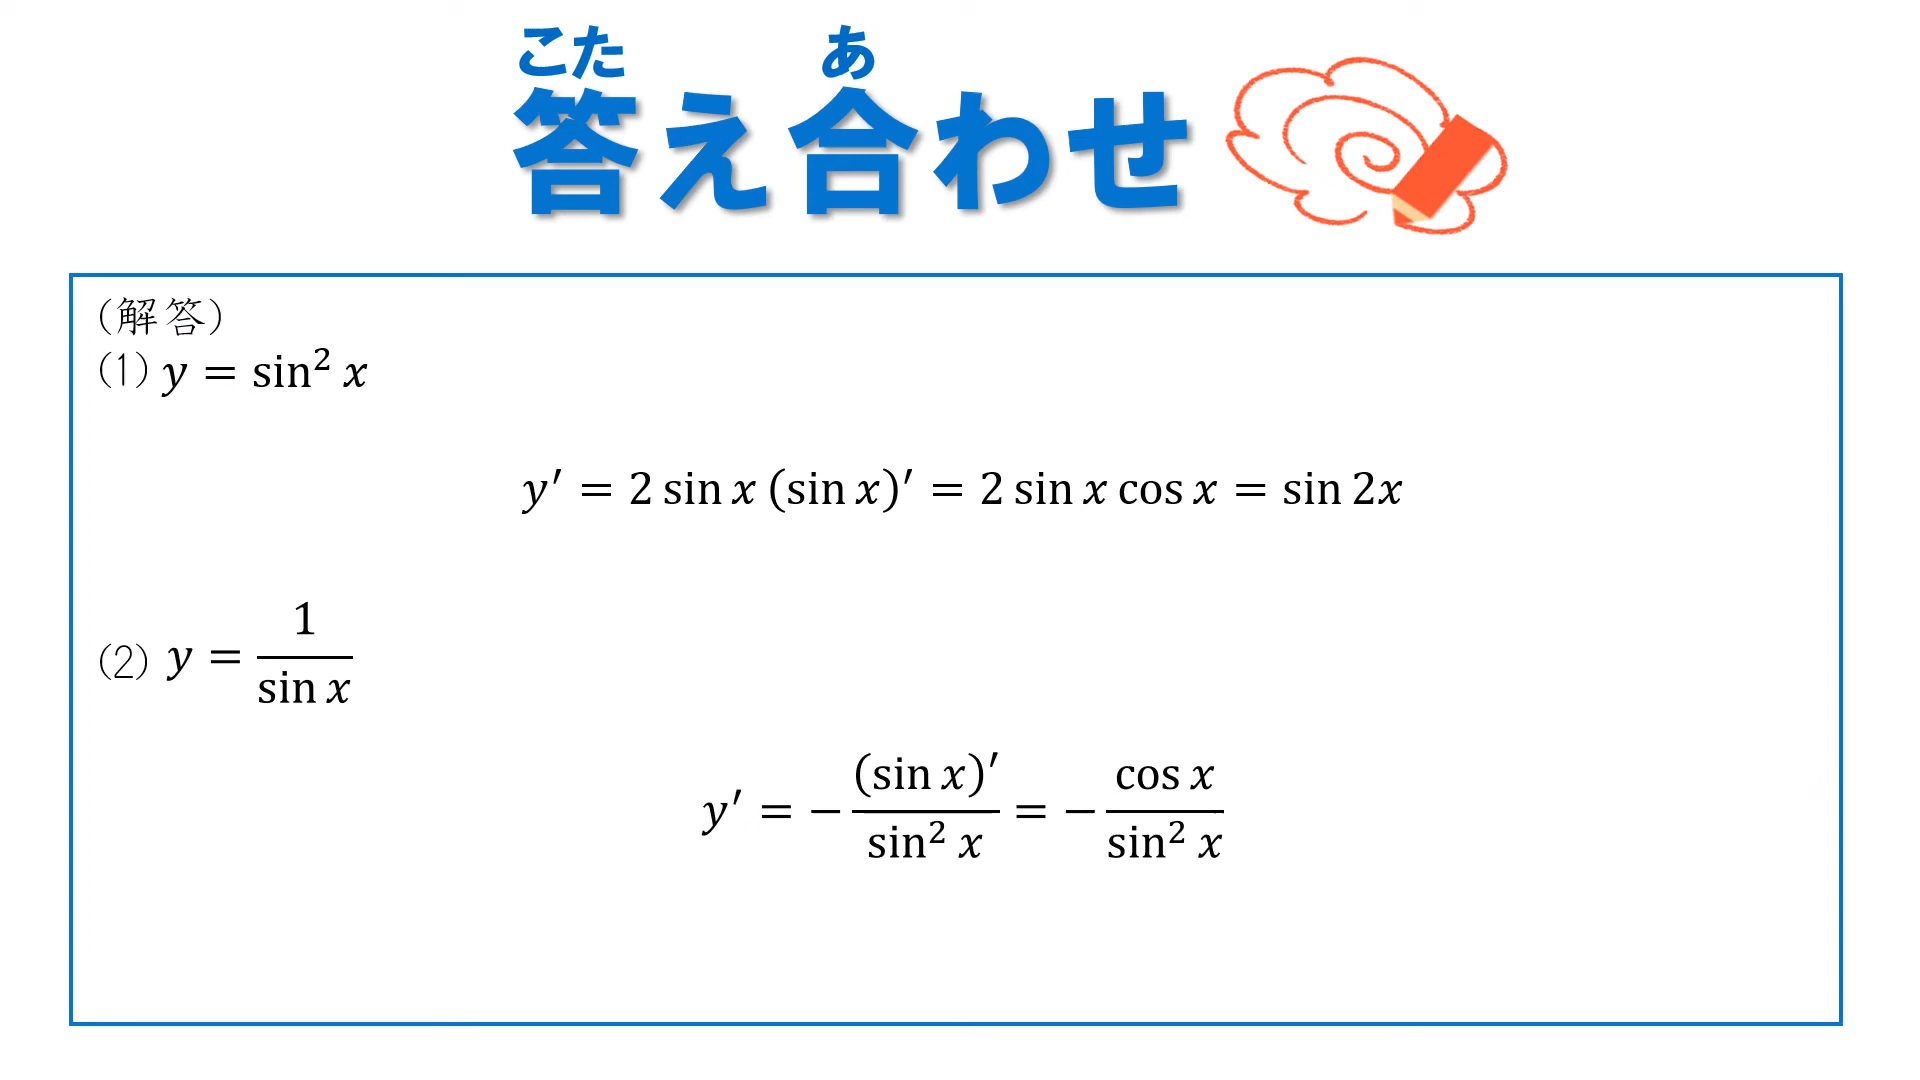 こた あ
答え合わせ
(解答)
(1) y = sin² x
y′ = 2 sin x (sin x)′ = 2 sin x cos x = sin 2x
(2) y = 1/sin x
y′ = −(sin x)′/sin² x = −cos x/sin² x